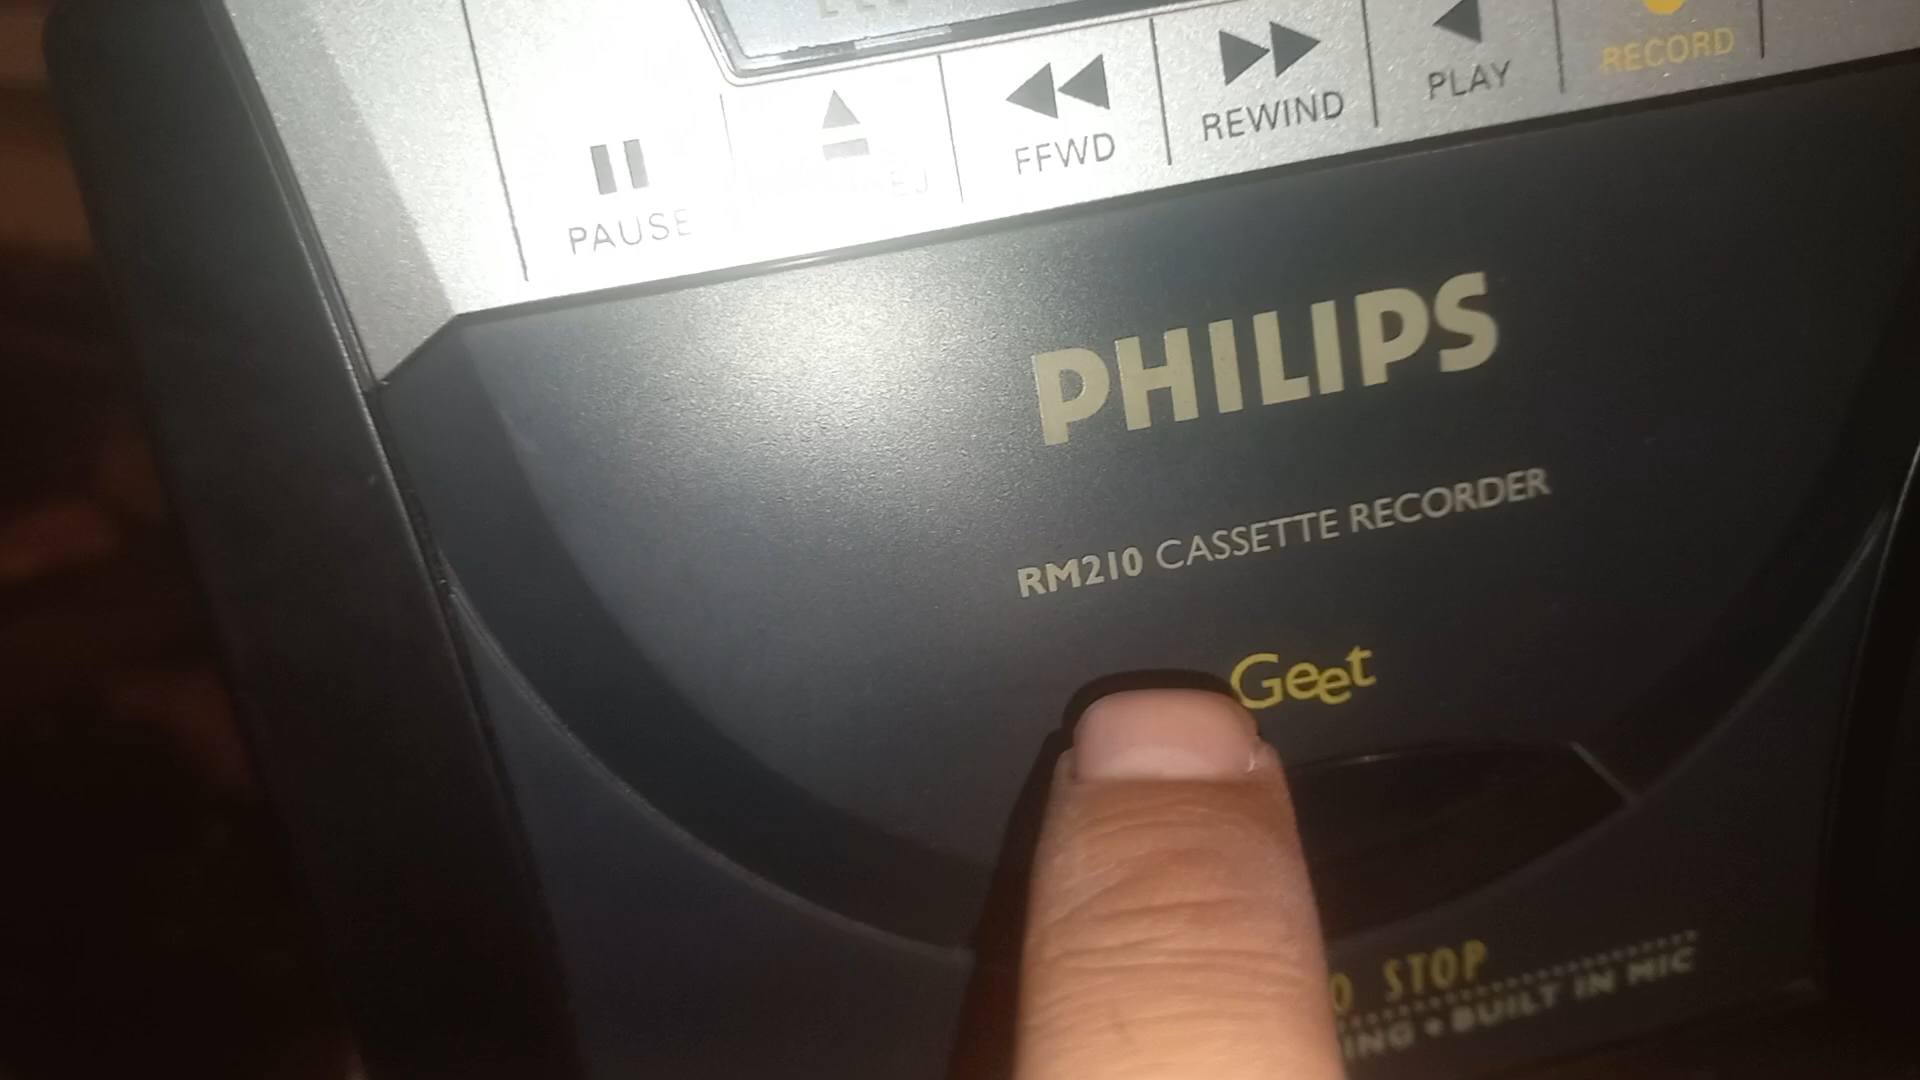 PAUSE
FFWD
REWIND
PLAY
RECORD
PHILIPS
RM210 CASSETTE RECORDER
Geet
STOP
BUILT IN MIC